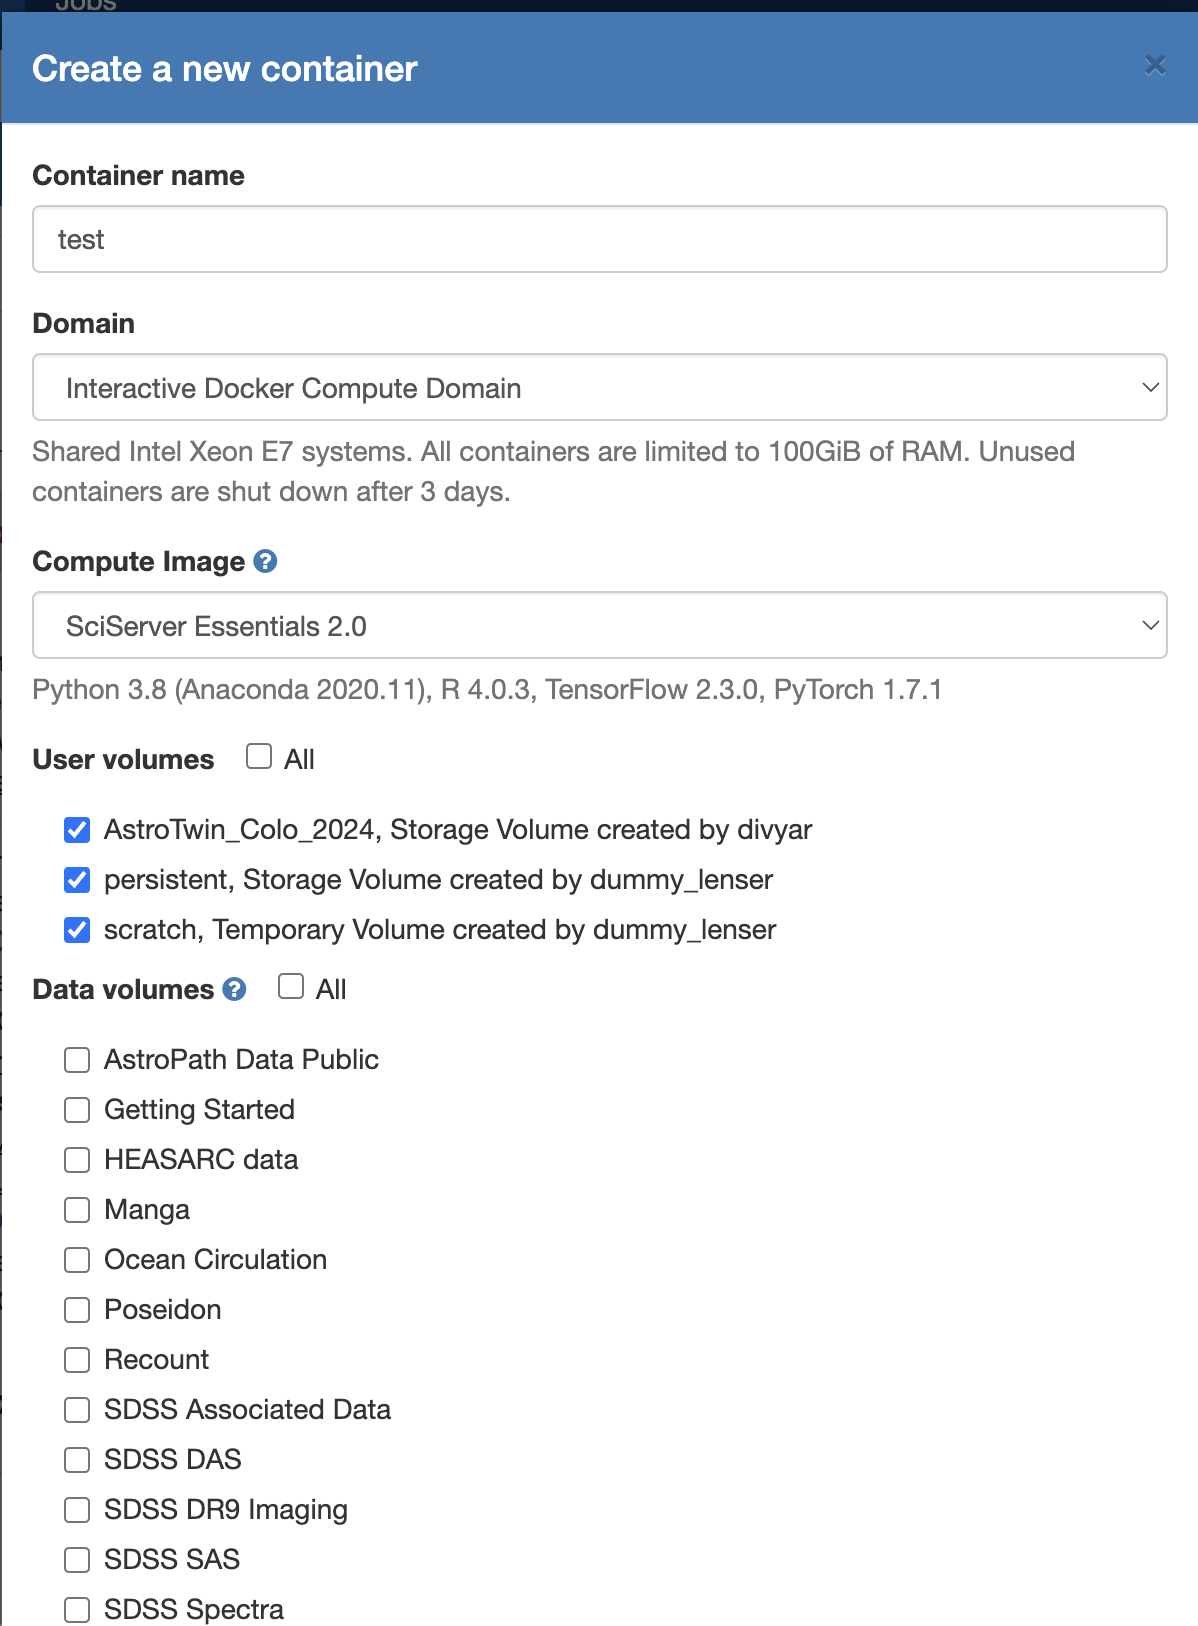 Jobs
Create a new container
×
Container name
test
Domain
Interactive Docker Compute Domain
Shared Intel Xeon E7 systems. All containers are limited to 100GiB of RAM. Unused
containers are shut down after 3 days.
Compute Image ?
SciServer Essentials 2.0
Python 3.8 (Anaconda 2020.11), R 4.0.3, TensorFlow 2.3.0, PyTorch 1.7.1
User volumes All
AstroTwin_Colo_2024, Storage Volume created by divyar
persistent, Storage Volume created by dummy_lenser
scratch, Temporary Volume created by dummy_lenser
Data volumes ? All
AstroPath Data Public
Getting Started
HEASARC data
Manga
Ocean Circulation
Poseidon
Recount
SDSS Associated Data
SDSS DAS
SDSS DR9 Imaging
SDSS SAS
SDSS Spectra